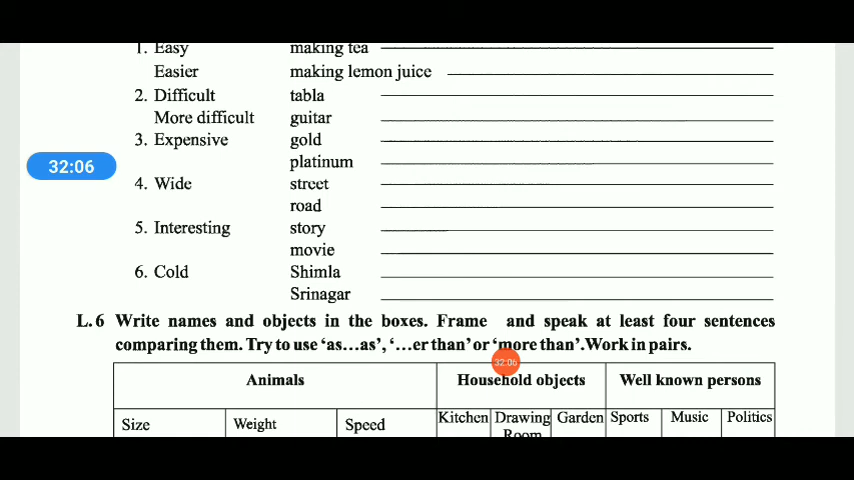 1. Easy making tea
Easier making lemon juice
2. Difficult tabla
More difficult guitar
3. Expensive gold
32:06
platinum
4. Wide street
road
5. Interesting story
movie
6. Cold Shimla
Srinagar
L.6 Write names and objects in the boxes. Frame and speak at least four sentences
comparing them. Try to use ‘as...as’, ‘...er than’ or ‘more than’.Work in pairs.
32:06
Animals Household objects Well known persons
Size Weight Speed Kitchen Drawing Room Garden Sports Music Politics